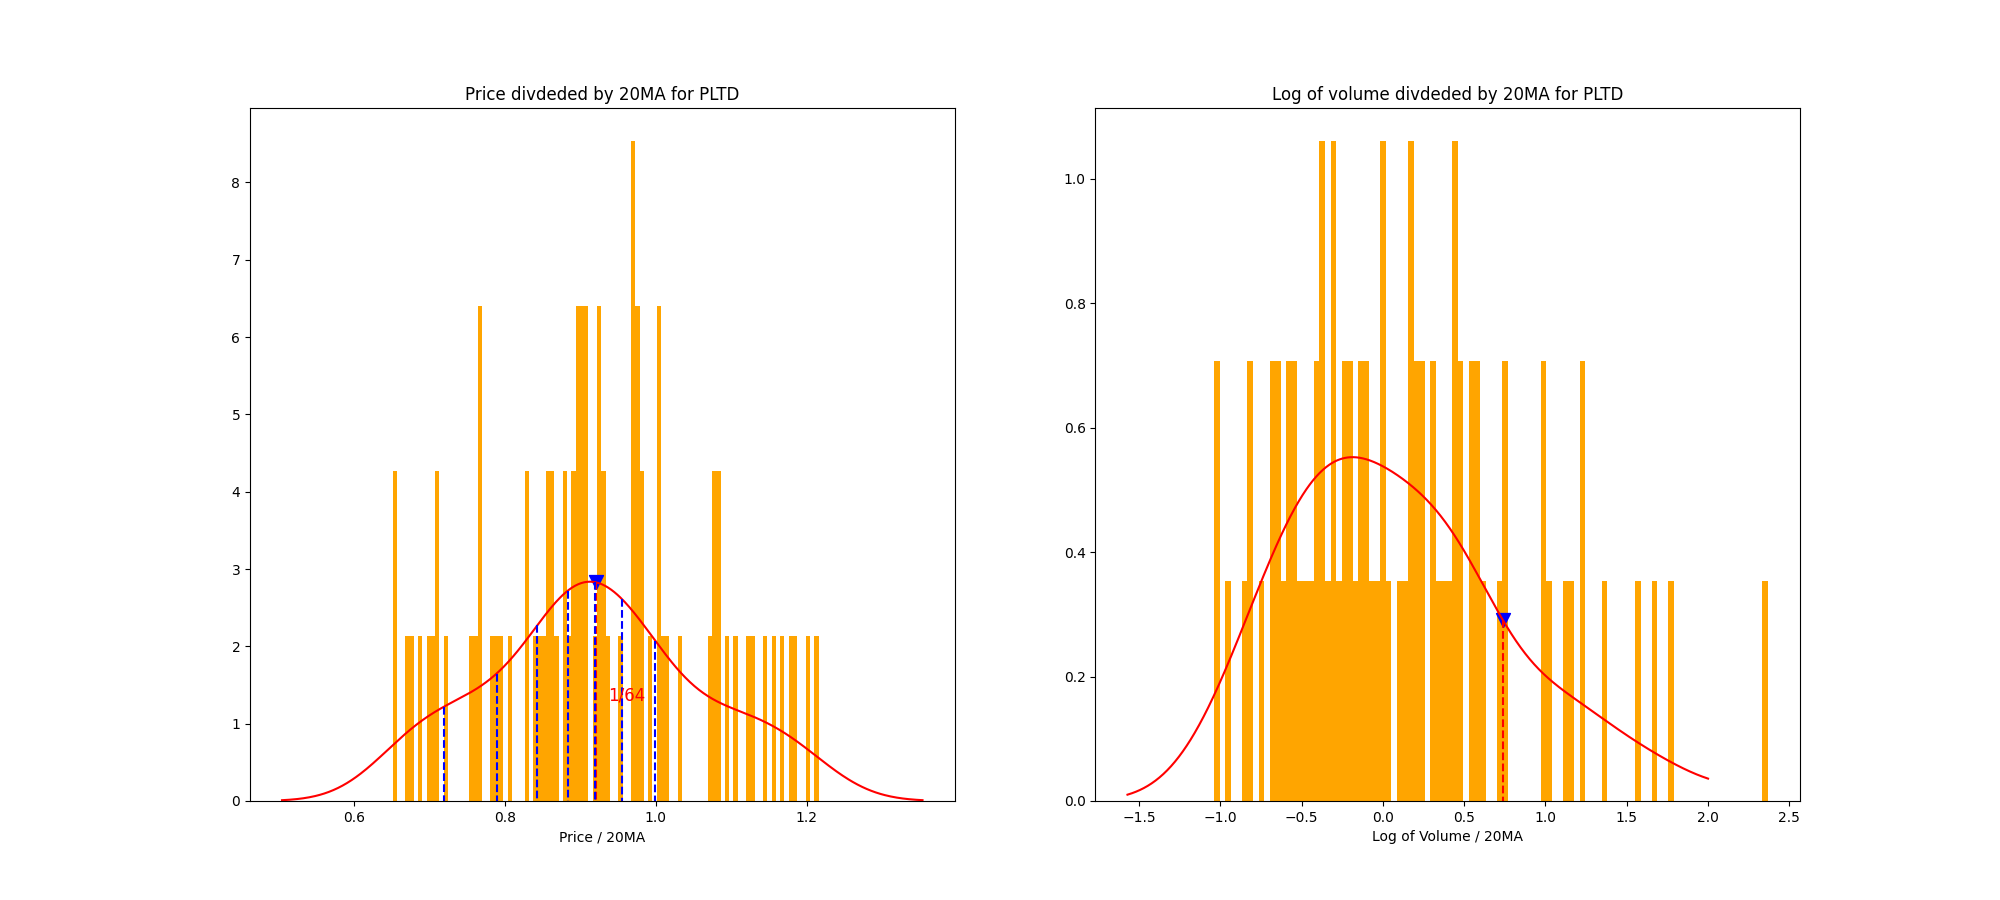 Price divdeded by 20MA for PLTD
8
7
6
5
4
3
2
1
0
1/64
0.6 0.8 1.0 1.2
Price / 20MA
Log of volume divdeded by 20MA for PLTD
1.0
0.8
0.6
0.4
0.2
0.0
−1.5 −1.0 −0.5 0.0 0.5 1.0 1.5 2.0 2.5
Log of Volume / 20MA